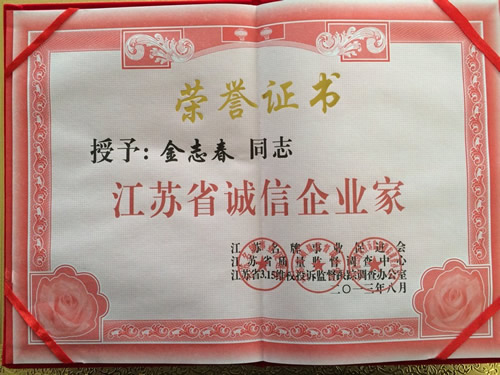 荣誉证书
授予：金志春 同志
江苏省诚信企业家
江苏名牌事业促进会
江苏省质量监督调查中心
江苏省3.15维权投诉监督跟踪调查办公室
二〇一三年八月